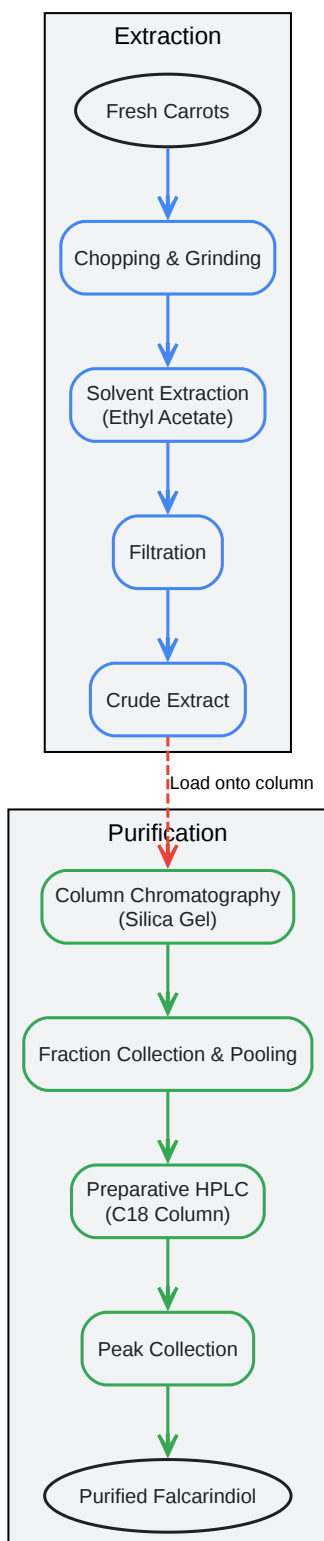 Extraction
Fresh Carrots
Chopping & Grinding
Solvent Extraction
(Ethyl Acetate)
Filtration
Crude Extract
Load onto column
Purification
Column Chromatography
(Silica Gel)
Fraction Collection & Pooling
Preparative HPLC
(C18 Column)
Peak Collection
Purified Falcarindiol